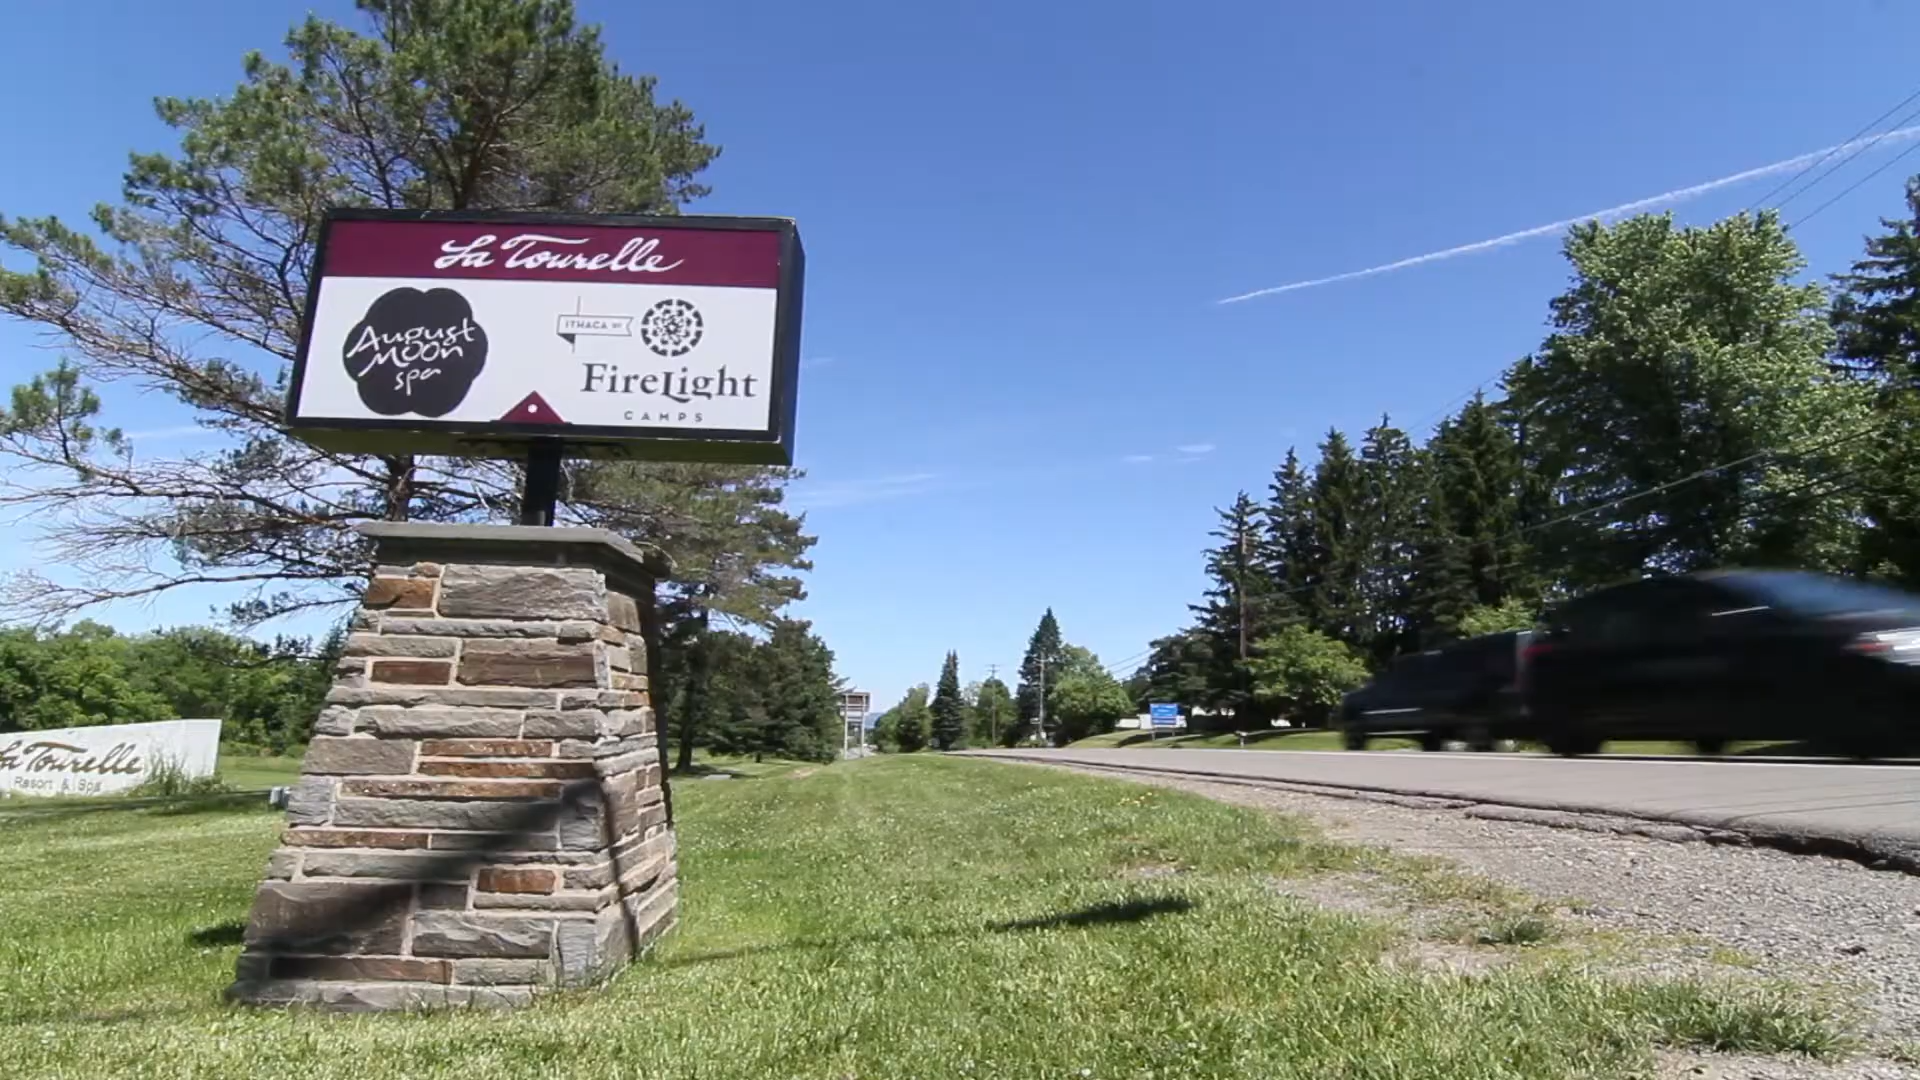 La Tourelle
August
Moon
spa
ITHACA NY
FireLight
CAMPS
La Tourelle
Resort & Spa